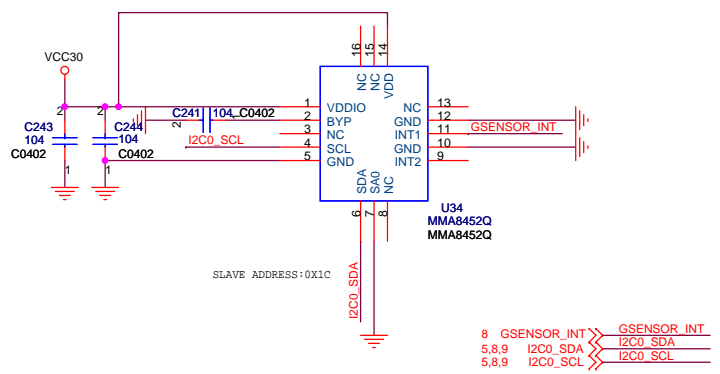 VCC30
2
2
C243
104
C0402
1
C244
104
C0402
1
C241
104
C0402
2
1
I2C0_SCL
16
15
14
NC
NC
VDD
1
VDDIO
2
BYP
3
NC
4
SCL
5
GND
NC
13
GND
12
INT1
11
GSENSOR_INT
GND
10
INT2
9
SDA
SA0
NC
6
7
8
U34
MMA8452Q
MMA8452Q
SLAVE ADDRESS:0X1C
I2C0_SDA
8 GSENSOR_INT GSENSOR_INT
5,8,9 I2C0_SDA I2C0_SDA
5,8,9 I2C0_SCL I2C0_SCL